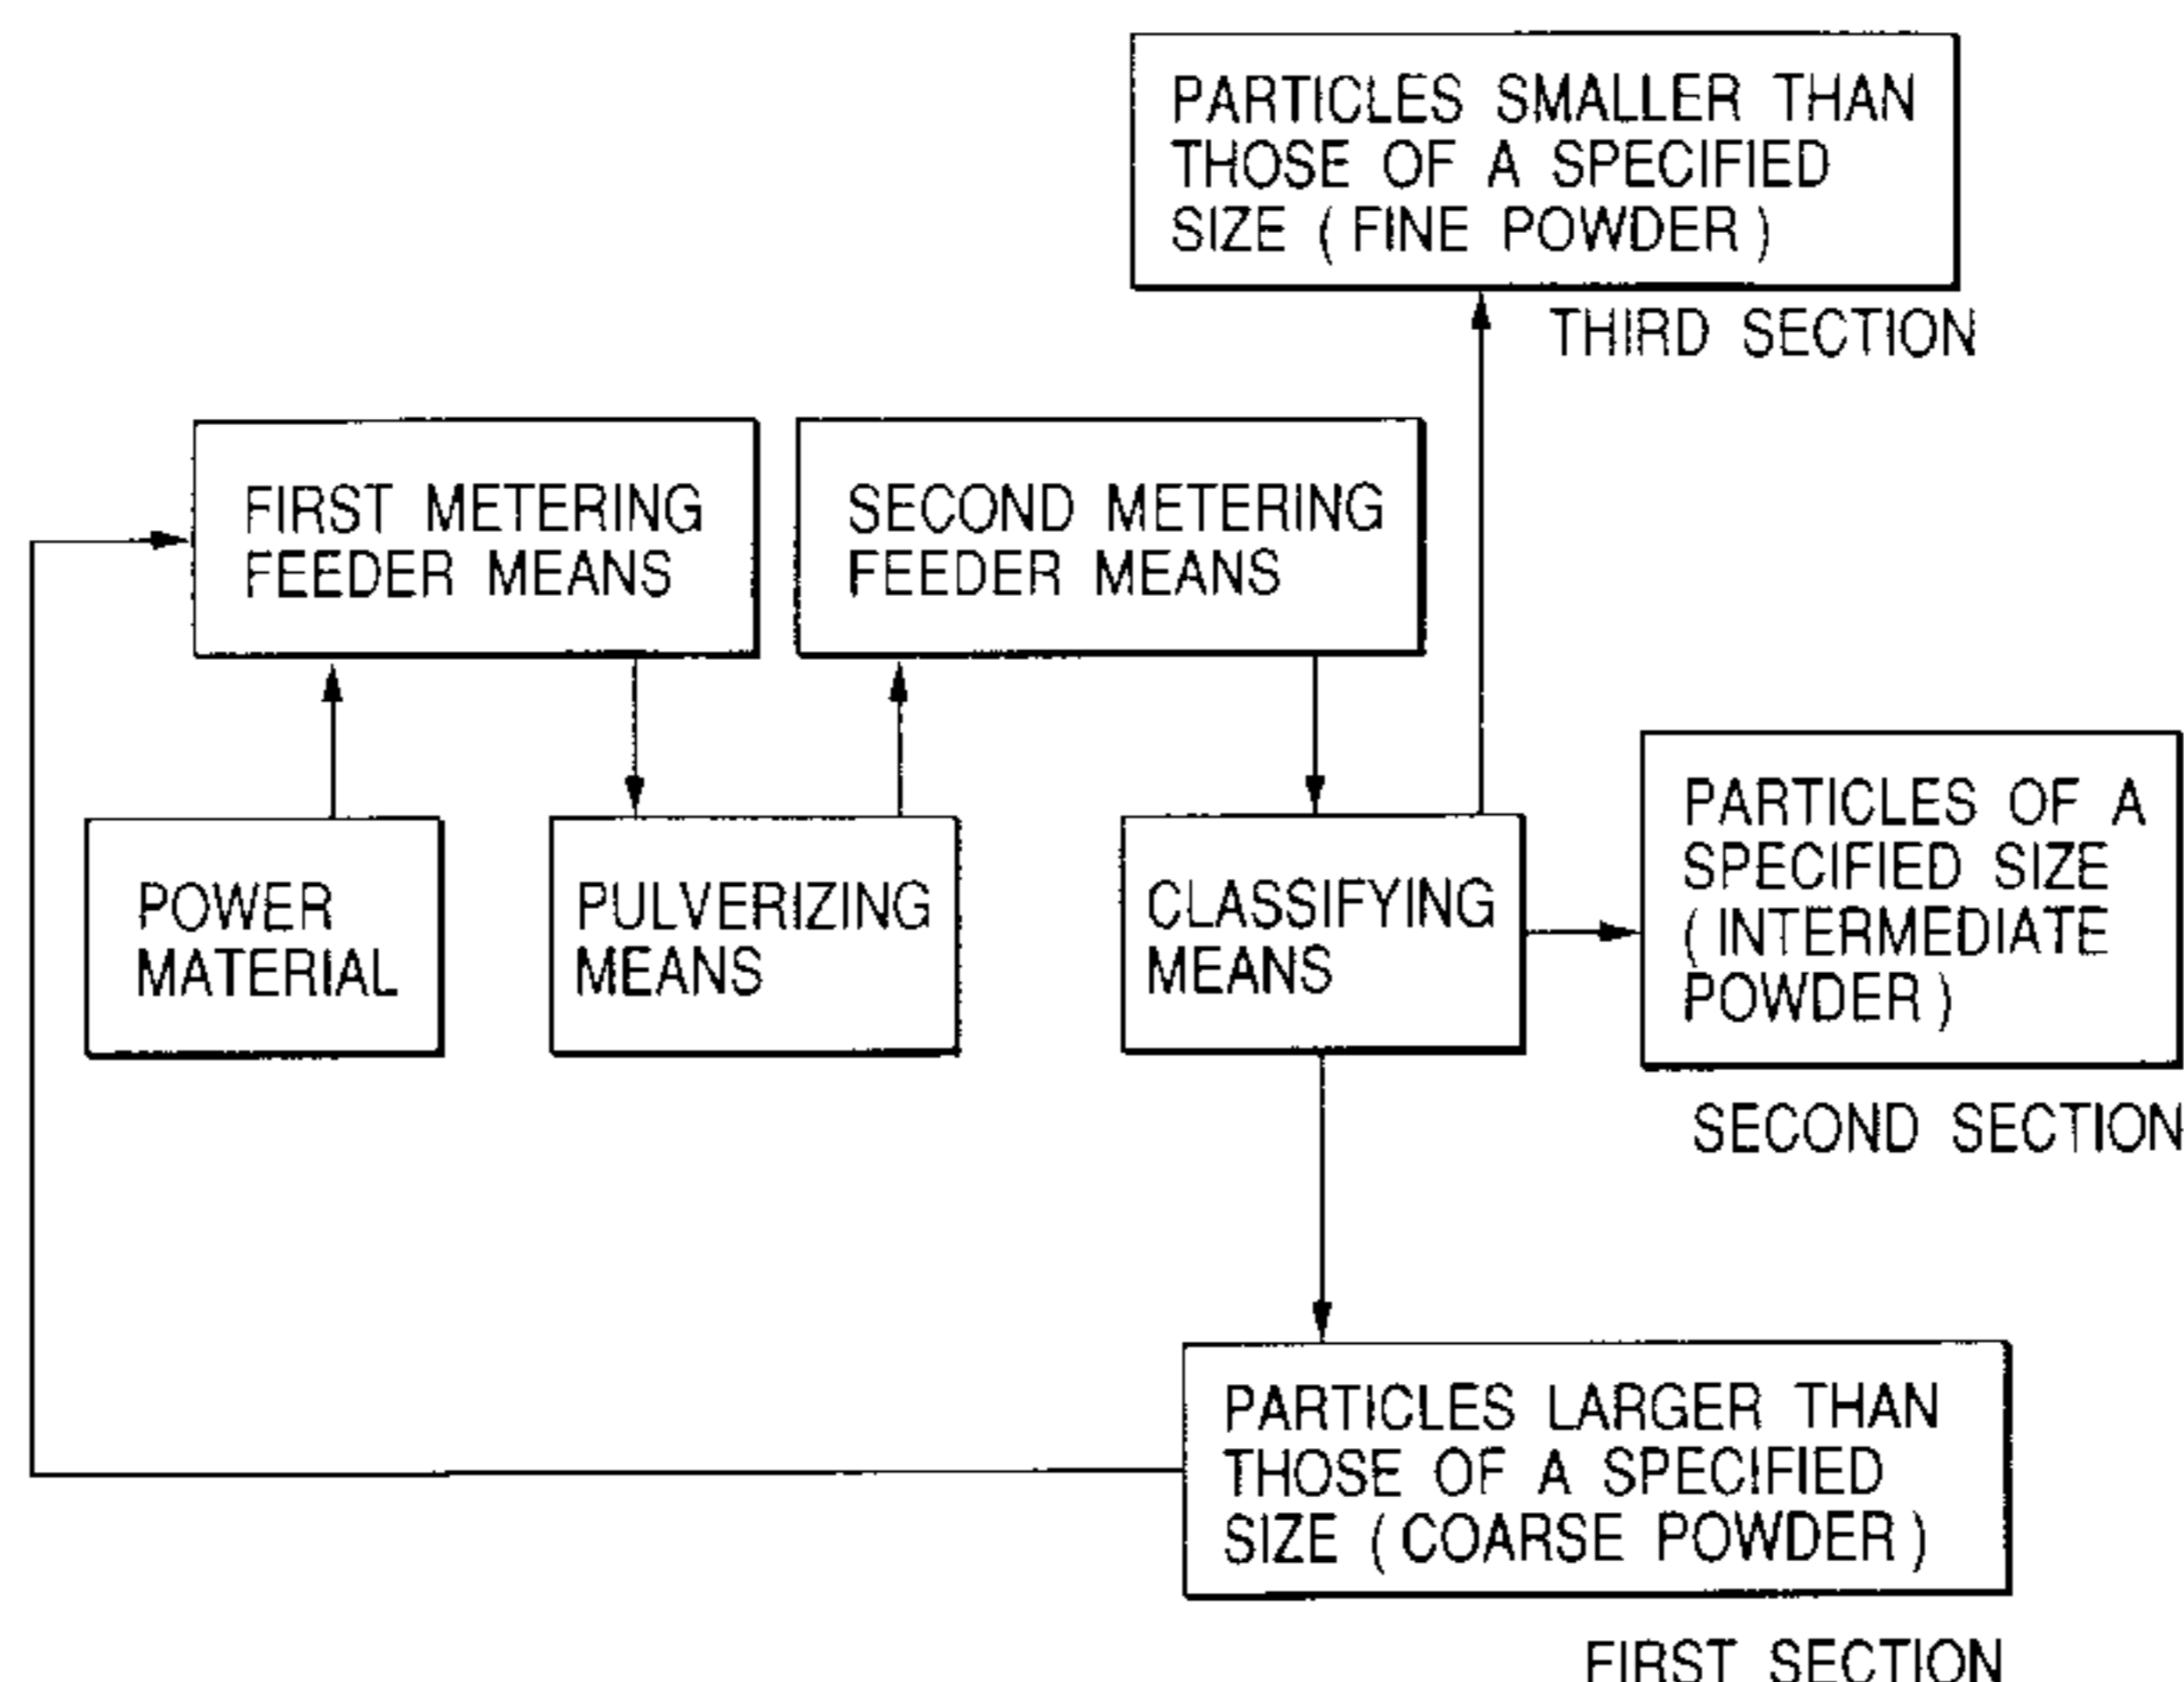 PARTICLES SMALLER THAN
THOSE OF A SPECIFIED
SIZE ( FINE POWDER )
THIRD SECTION
FIRST METERING
FEEDER MEANS
SECOND METERING
FEEDER MEANS
POWER
MATERIAL
PULVERIZING
MEANS
CLASSIFYING
MEANS
PARTICLES OF A
SPECIFIED SIZE
( INTERMEDIATE
POWDER )
SECOND SECTION
PARTICLES LARGER THAN
THOSE OF A SPECIFIED
SIZE ( COARSE POWDER )
FIRST SECTION